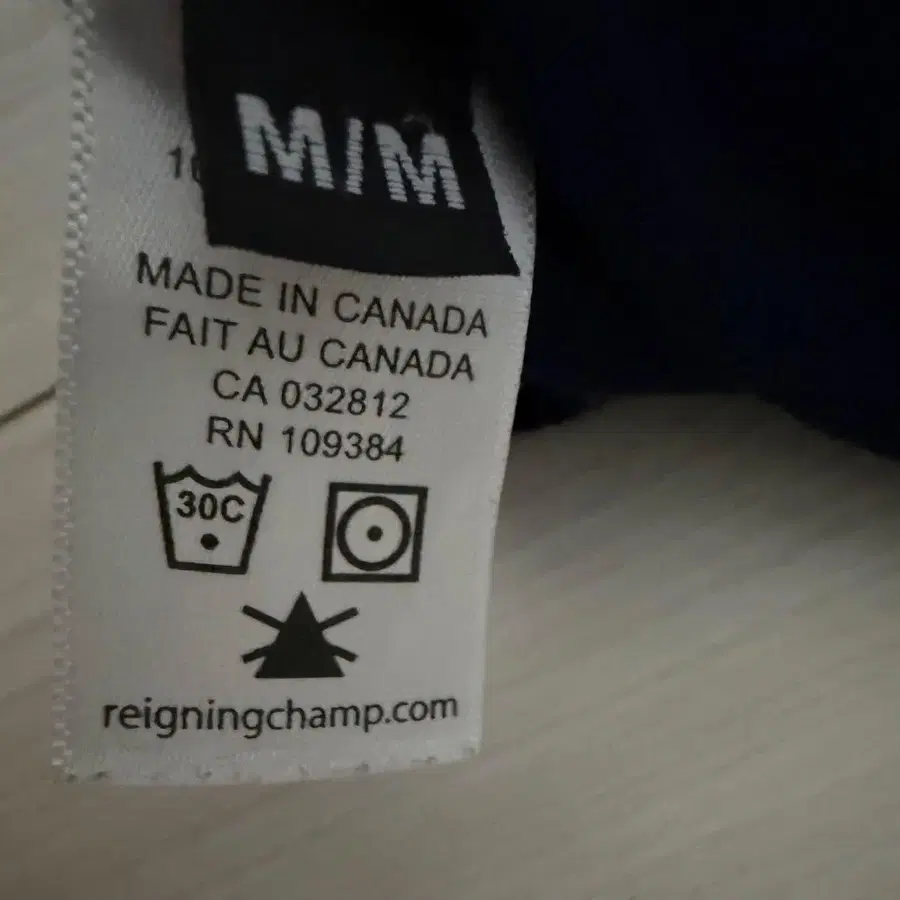 M/M
MADE IN CANADA
FAIT AU CANADA
CA 032812
RN 109384
30C
reigningchamp.com